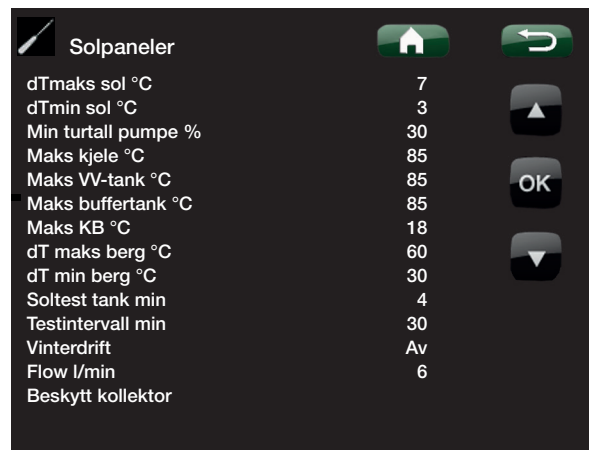 Solpaneler
dTmaks sol °C 7
dTmin sol °C 3
Min turtall pumpe % 30
Maks kjele °C 85
Maks VV-tank °C 85
Maks buffertank °C 85
Maks KB °C 18
dT maks berg °C 60
dT min berg °C 30
Soltest tank min 4
Testintervall min 30
Vinterdrift Av
Flow l/min 6
Beskytt kollektor
OK